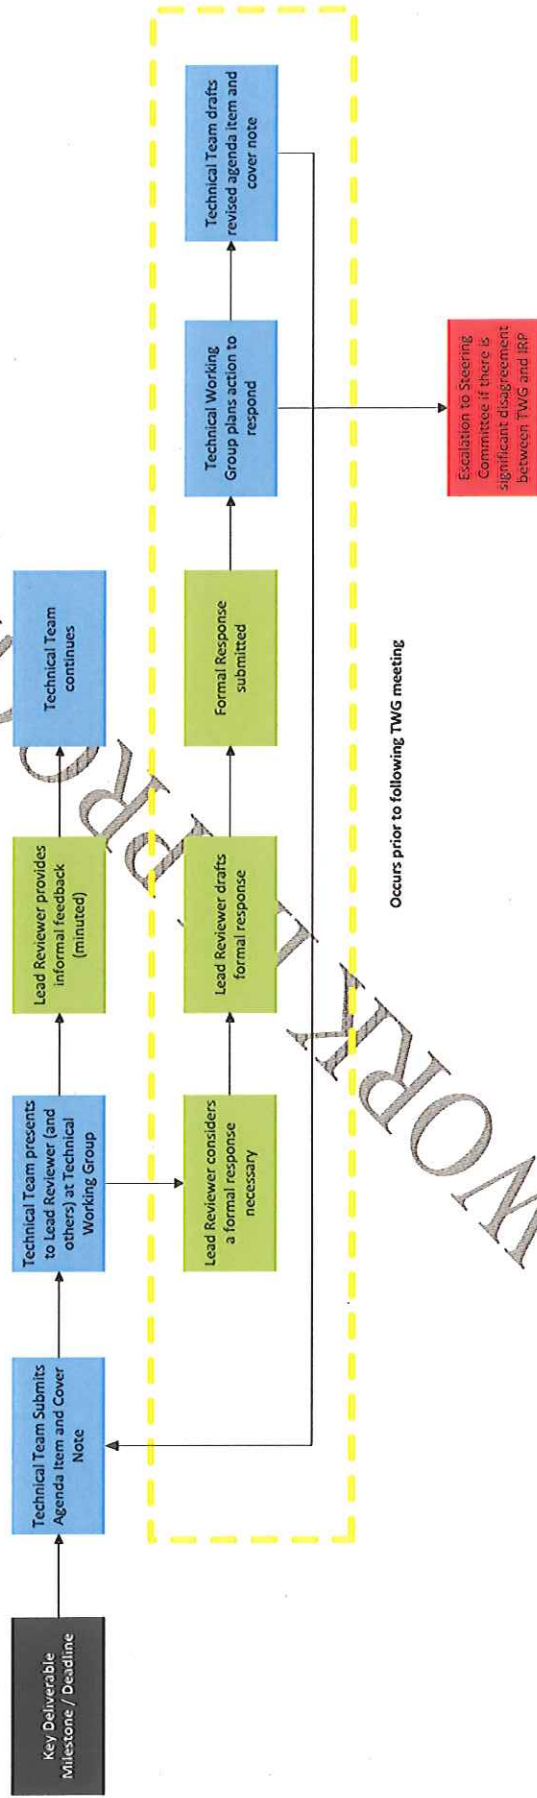 Key Deliverable
Milestone / Deadline
Technical Team Submits
Agenda Item and Cover
Note
Technical Team presents
to Lead Reviewer (and
others) at Technical
Working Group
Lead Reviewer provides
informal feedback
(minuted)
Technical Team
continues
Lead Reviewer considers
a formal response
necessary
Lead Reviewer drafts
formal response
Formal Response
submitted
Technical Working
Group plans action to
respond
Technical Team drafts
revised agenda item and
cover note
Escalation to Steering
Committee if there is
significant disagreement
between TWG and IRP
Occurs prior to following TWG meeting
WORK